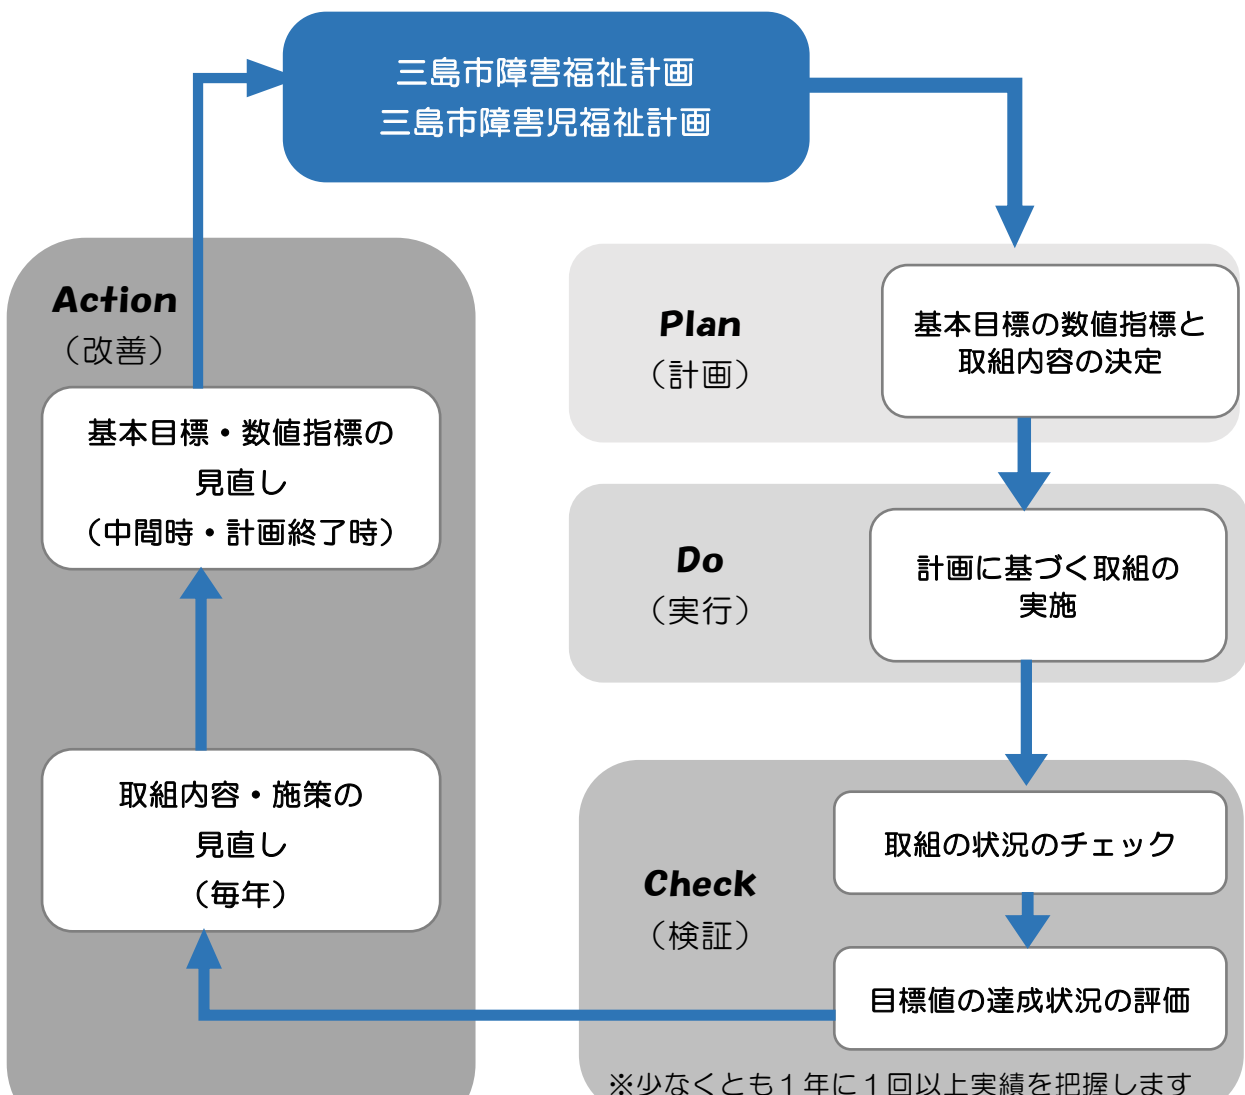 三島市障害福祉計画
三島市障害児福祉計画
Plan
（計画）
基本目標の数値指標と
取組内容の決定
Do
（実行）
計画に基づく取組の
実施
Check
（検証）
取組の状況のチェック
目標値の達成状況の評価
※少なくとも１年に１回以上実績を把握します
Action
（改善）
基本目標・数値指標の
見直し
（中間時・計画終了時）
取組内容・施策の
見直し
（毎年）